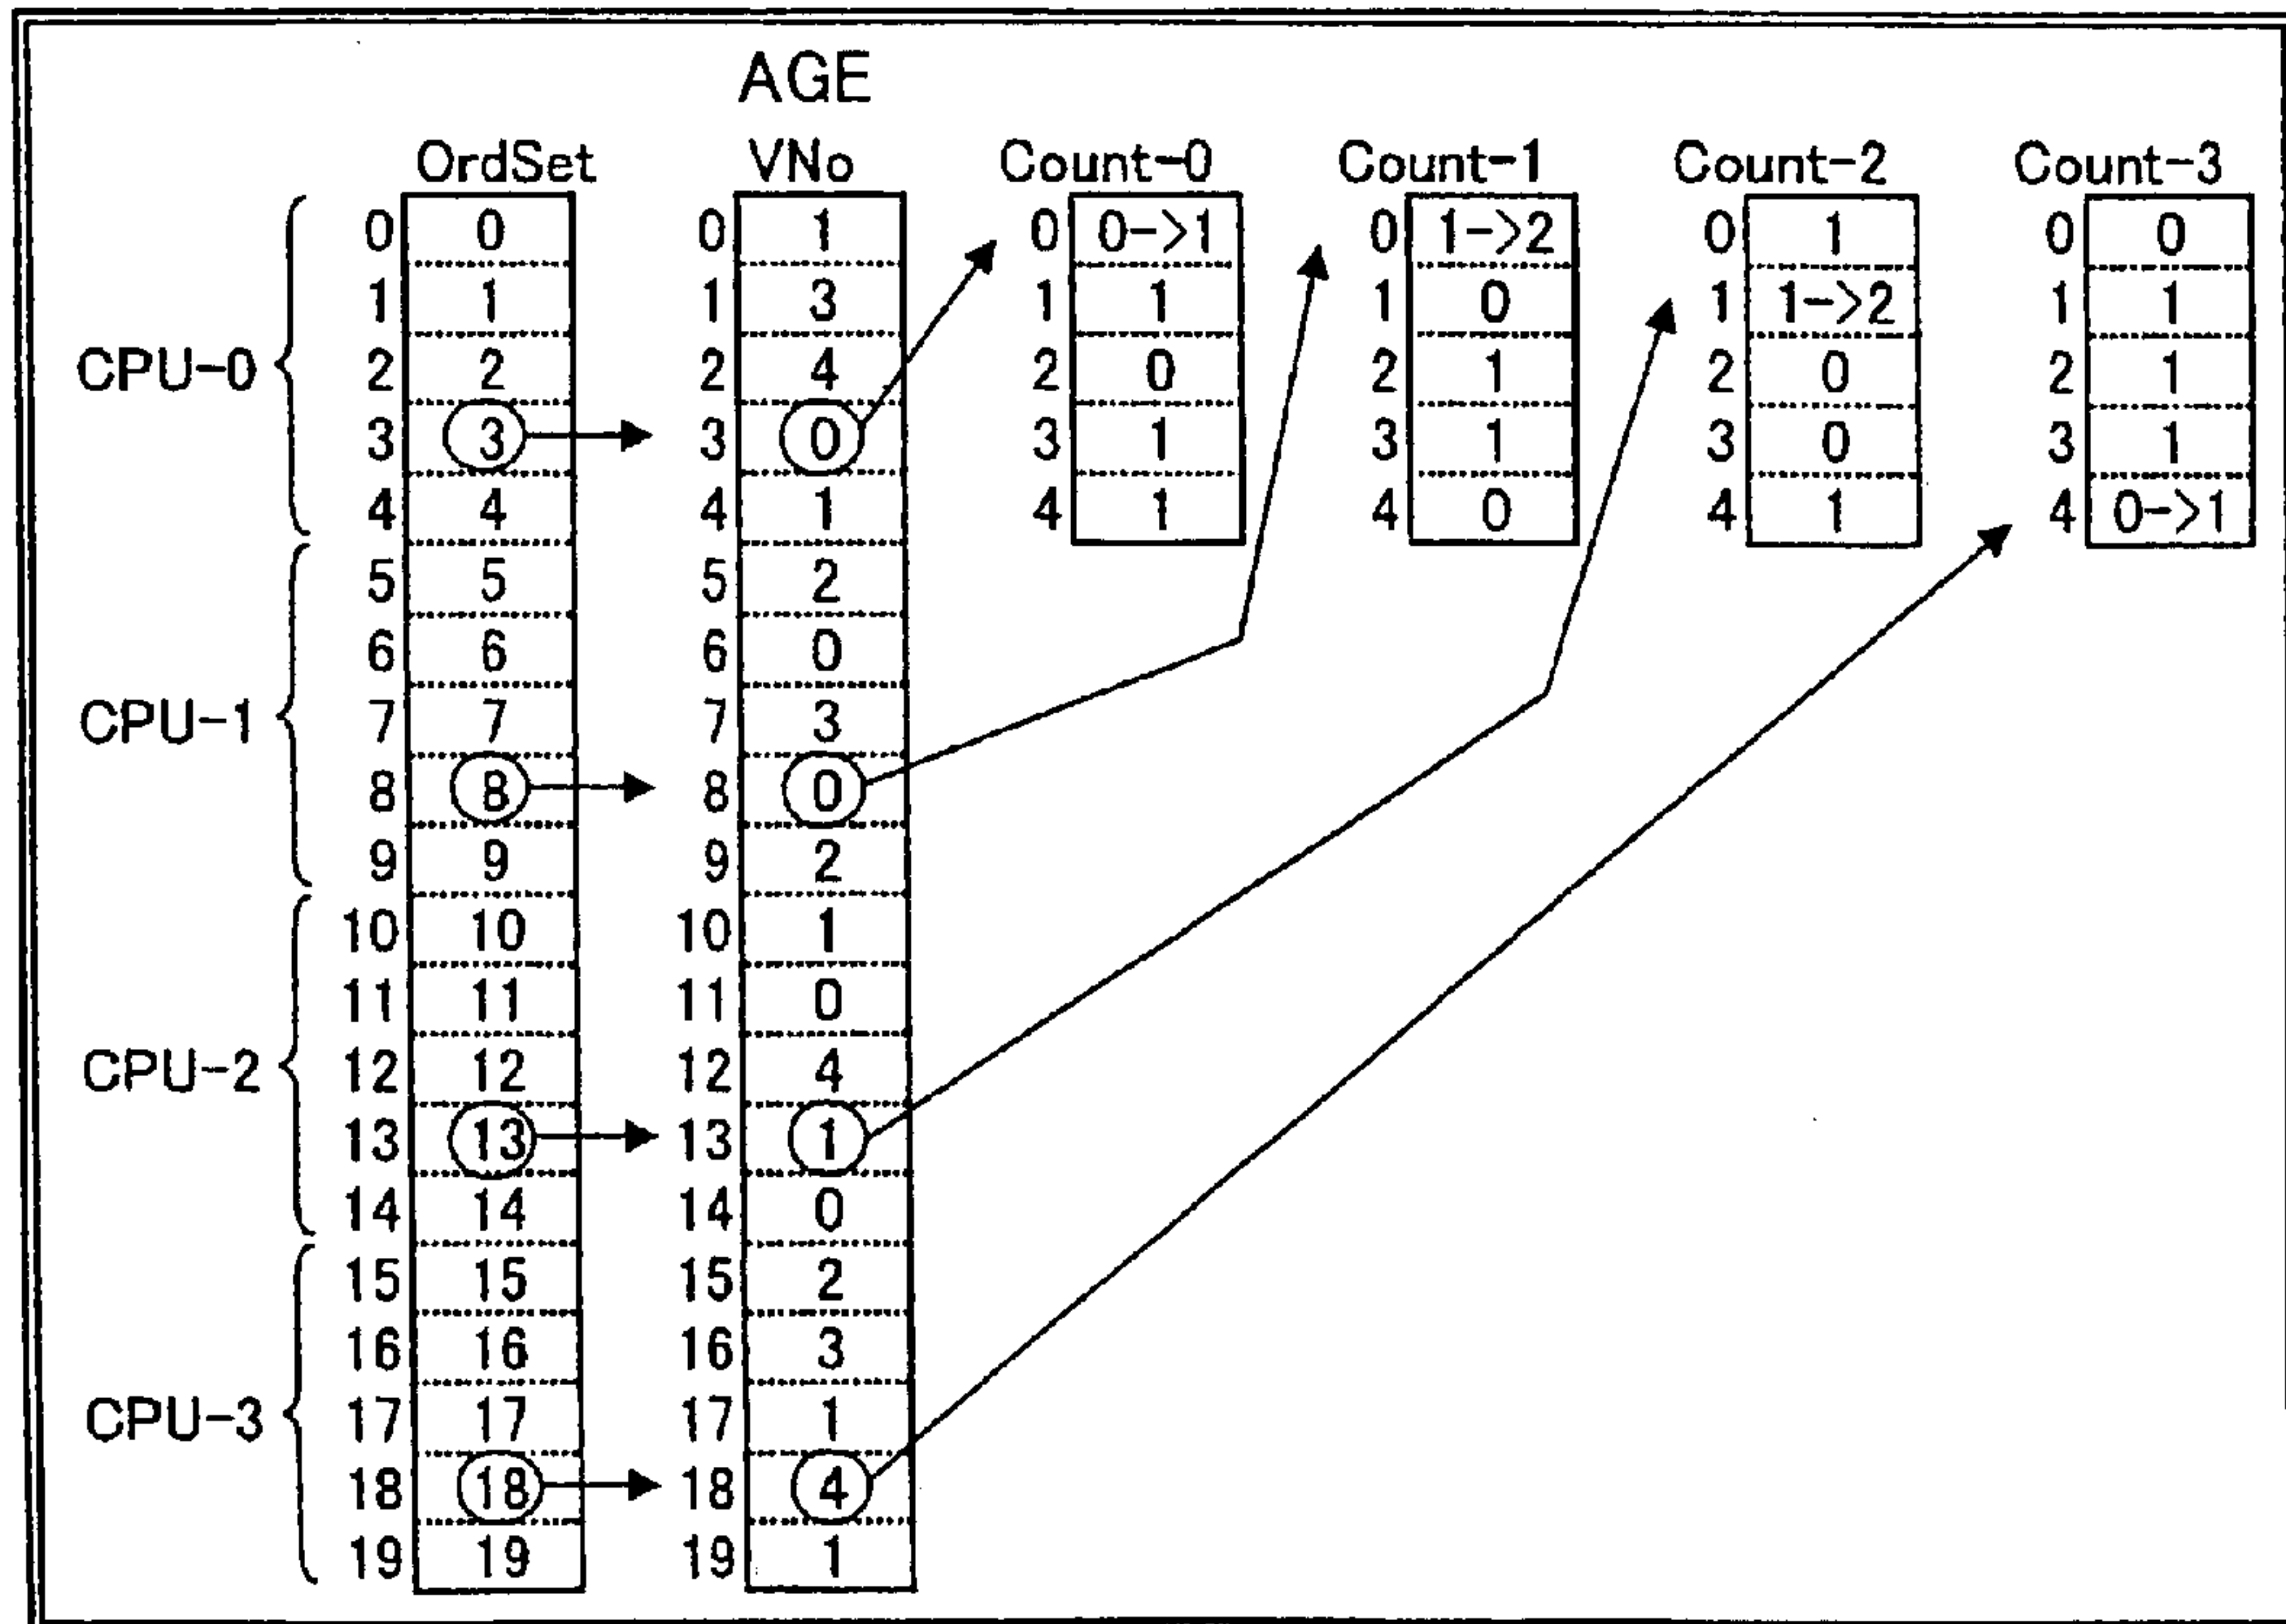 AGE
OrdSet VNo Count-0 Count-1 Count-2 Count-3
0 0 0 1 0 0->1 0 1->2 0 1 0 0
1 1 1 3 1 1 1 0 1 1->2 1 1
CPU-0 2 2 2 4 2 0 2 1 2 0 2 1
3 3 3 0 3 1 3 1 3 0 3 1
4 4 4 1 4 1 4 0 4 1 4 0->1
5 5 5 2
6 6 6 0
CPU-1 7 7 7 3
8 8 8 0
9 9 9 2
10 10 10 1
11 11 11 0
CPU-2 12 12 12 4
13 13 13 1
14 14 14 0
15 15 15 2
16 16 16 3
CPU-3 17 17 17 1
18 18 18 4
19 19 19 1